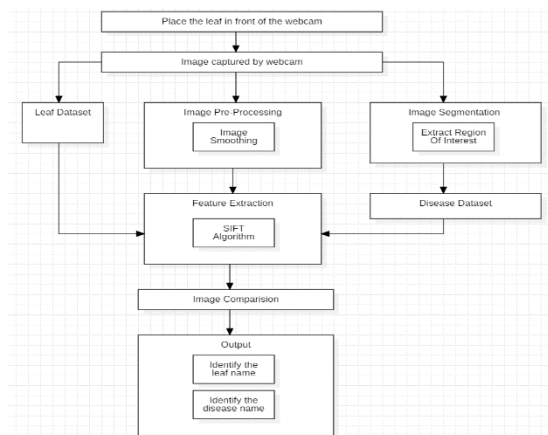 Place the leaf in front of the webcam
Image captured by webcam
Leaf Dataset
Image Pre-Processing
Image
Smoothing
Image Segmentation
Extract Region
Of Interest
Feature Extraction
SIFT
Algorithm
Disease Dataset
Image Comparision
Output
Identify the
leaf name
Identify the
disease name